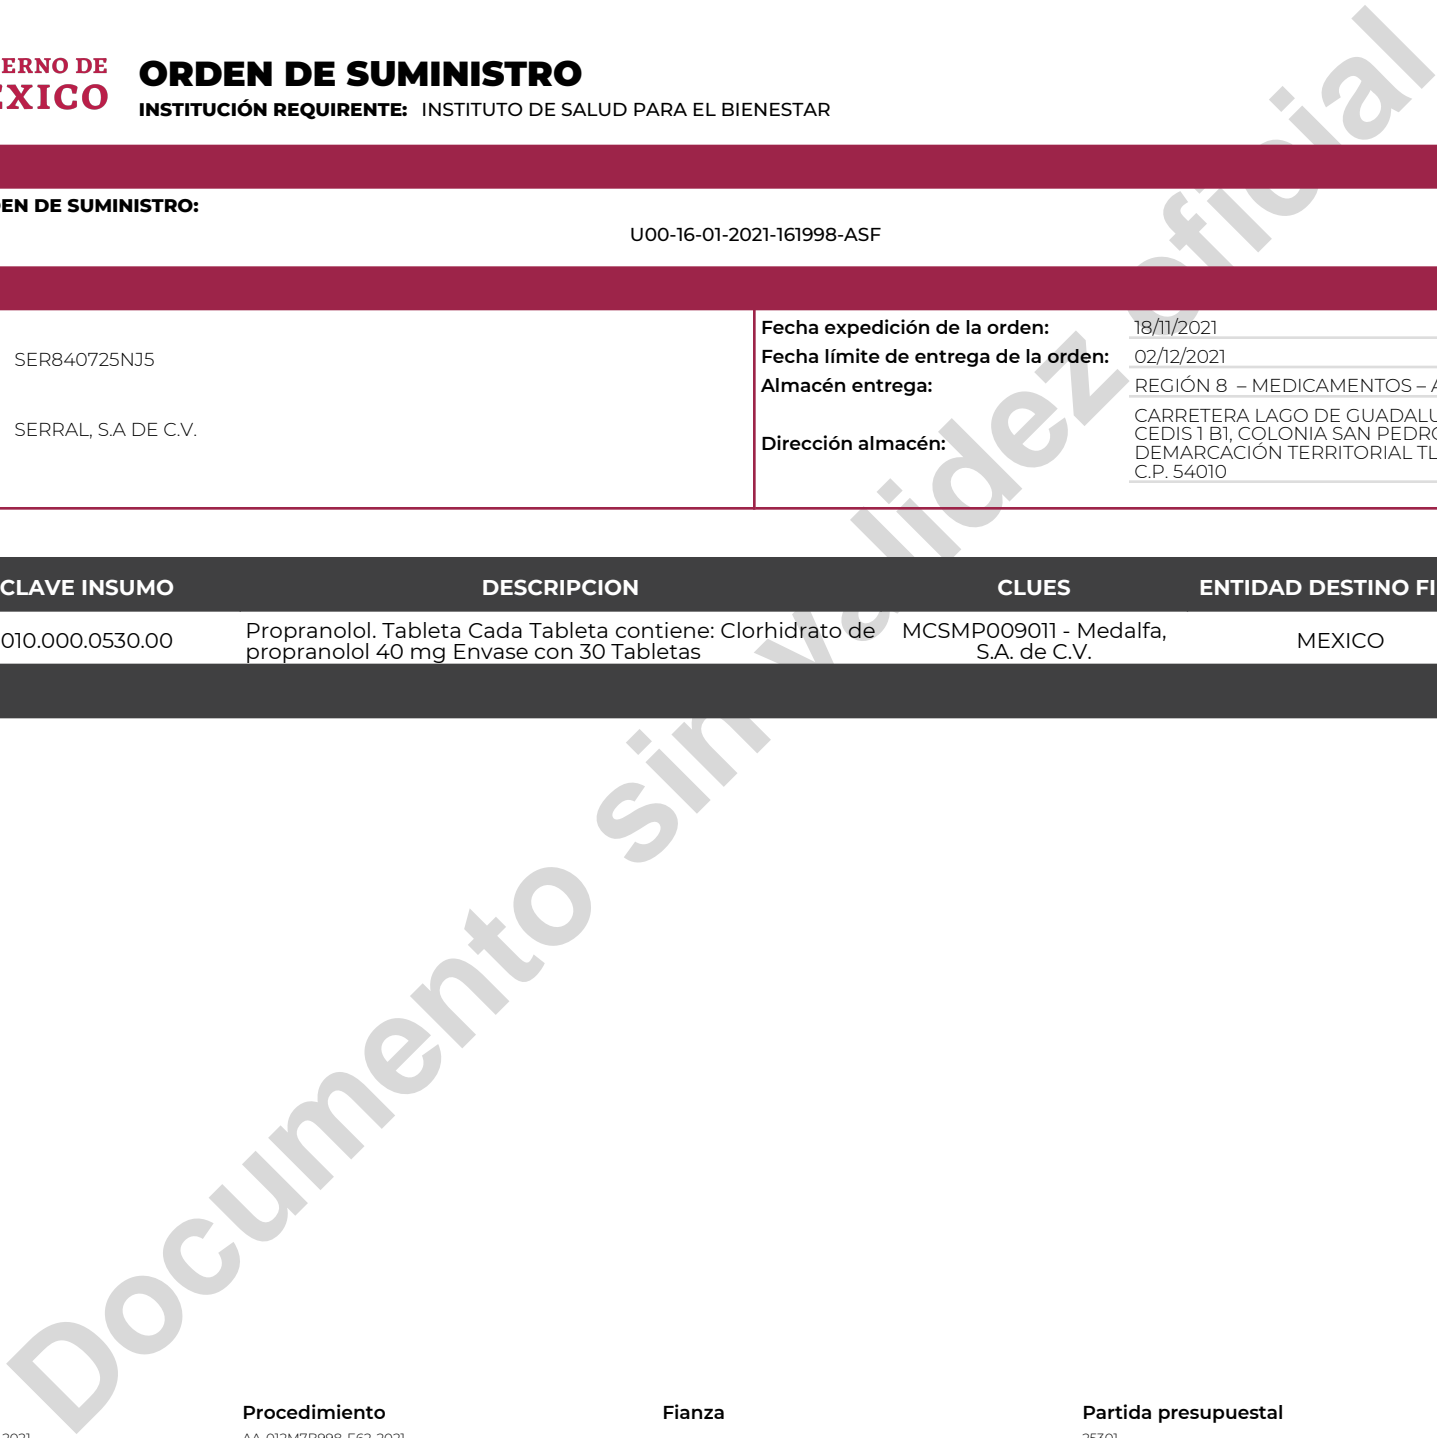 ERNO DE
EXICO
ORDEN DE SUMINISTRO
INSTITUCIÓN REQUIRENTE: INSTITUTO DE SALUD PARA EL BIENESTAR
EN DE SUMINISTRO:
U00-16-01-2021-161998-ASF
SER840725NJ5
SERRAL, S.A DE C.V.
Fecha expedición de la orden: 18/11/2021
Fecha límite de entrega de la orden: 02/12/2021
Almacén entrega: REGIÓN 8 – MEDICAMENTOS – A
Dirección almacén:
CARRETERA LAGO DE GUADALU
CEDIS 1 B1, COLONIA SAN PEDRO
DEMARCACIÓN TERRITORIAL TL
C.P. 54010
CLAVE INSUMO DESCRIPCION CLUES ENTIDAD DESTINO FI
010.000.0530.00
Propranolol. Tableta Cada Tableta contiene: Clorhidrato de
propranolol 40 mg Envase con 30 Tabletas
MCSMP009011 - Medalfa,
S.A. de C.V.
MEXICO
Documento sin validez oficial
Procedimiento Fianza Partida presupuestal